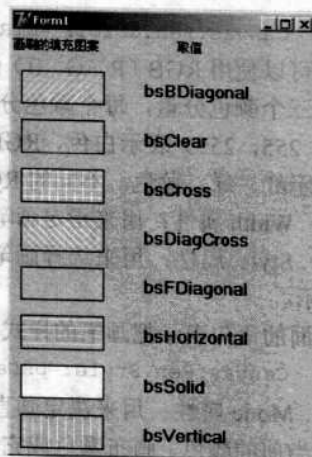 Form1
画刷的填充图案 取值
bsBDiagonal
bsClear
bsCross
bsDiagCross
bsFDiagonal
bsHorizontal
bsSolid
bsVertical